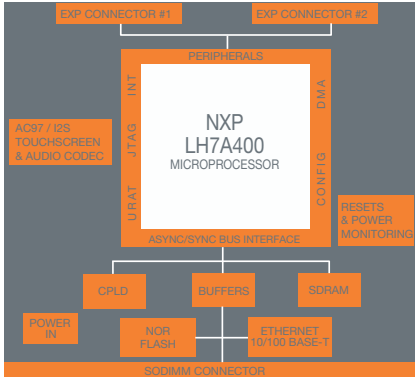 EXP CONNECTOR #1
EXP CONNECTOR #2
PERIPHERALS
INT
DMA
NXP
LH7A400
MICROPROCESSOR
AC97 / I2S
TOUCHSCREEN
& AUDIO CODEC
JTAG
CONFIG
URAT
RESETS
& POWER
MONITORING
ASYNC/SYNC BUS INTERFACE
CPLD
BUFFERS
SDRAM
POWER
IN
NOR
FLASH
ETHERNET
10/100 BASE-T
SODIMM CONNECTOR